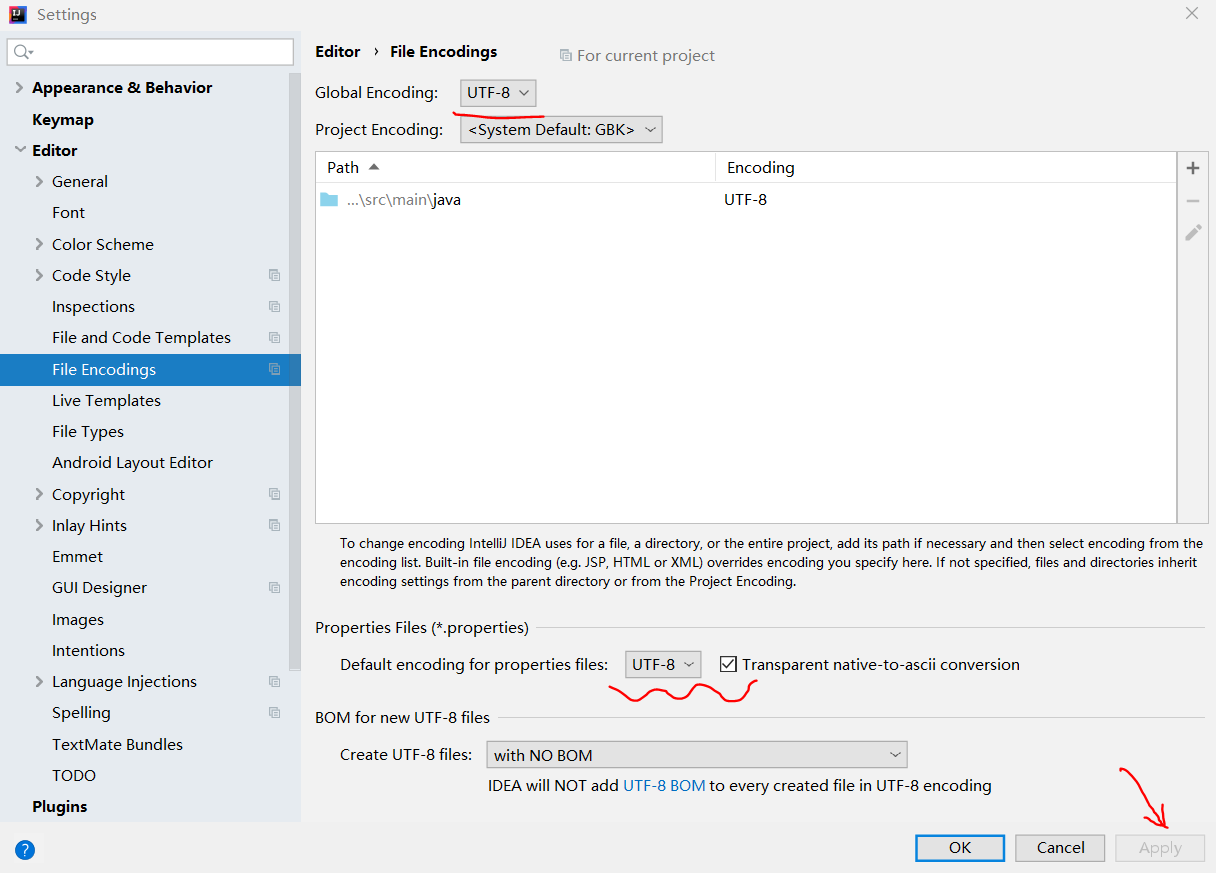 Settings
Appearance & Behavior
Keymap
Editor
General
Font
Color Scheme
Code Style
Inspections
File and Code Templates
File Encodings
Live Templates
File Types
Android Layout Editor
Copyright
Inlay Hints
Emmet
GUI Designer
Images
Intentions
Language Injections
Spelling
TextMate Bundles
TODO
Plugins
?
Editor › File Encodings For current project
Global Encoding: UTF-8
Project Encoding: <System Default: GBK>
Path Encoding
...\src\main\java UTF-8
To change encoding IntelliJ IDEA uses for a file, a directory, or the entire project, add its path if necessary and then select encoding from the
encoding list. Built-in file encoding (e.g. JSP, HTML or XML) overrides encoding you specify here. If not specified, files and directories inherit
encoding settings from the parent directory or from the Project Encoding.
Properties Files (*.properties)
Default encoding for properties files: UTF-8 Transparent native-to-ascii conversion
BOM for new UTF-8 files
Create UTF-8 files: with NO BOM
IDEA will NOT add UTF-8 BOM to every created file in UTF-8 encoding
OK Cancel Apply